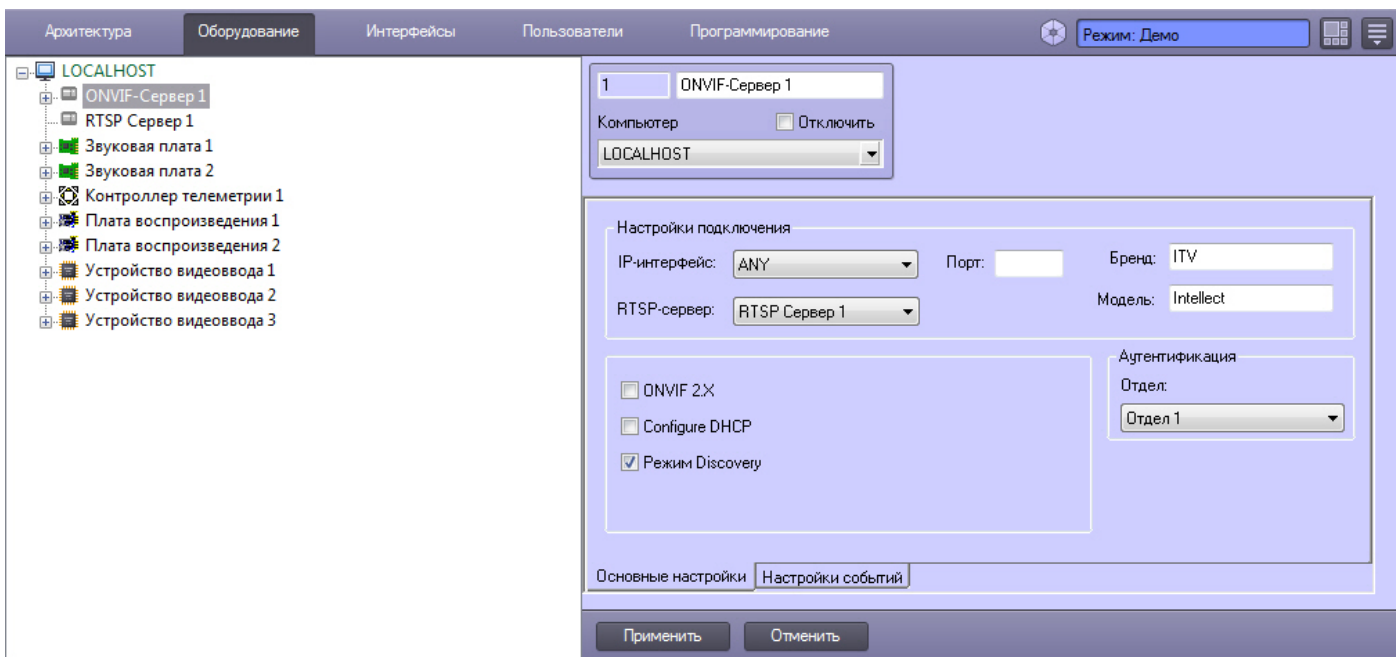 Архитектура Оборудование Интерфейсы Пользователи Программирование Режим: Демо
LOCALHOST
ONVIF-Сервер 1
RTSP Сервер 1
Звуковая плата 1
Звуковая плата 2
Контроллер телеметрии 1
Плата воспроизведения 1
Плата воспроизведения 2
Устройство видеоввода 1
Устройство видеоввода 2
Устройство видеоввода 3
1 ONVIF-Сервер 1
Компьютер Отключить
LOCALHOST
Настройки подключения
IP-интерфейс: ANY Порт: Бренд: ITV
RTSP-сервер: RTSP Сервер 1 Модель: Intellect
ONVIF 2.X
Configure DHCP
Режим Discovery
Аутентификация
Отдел:
Отдел 1
Основные настройки Настройки событий
Применить Отменить